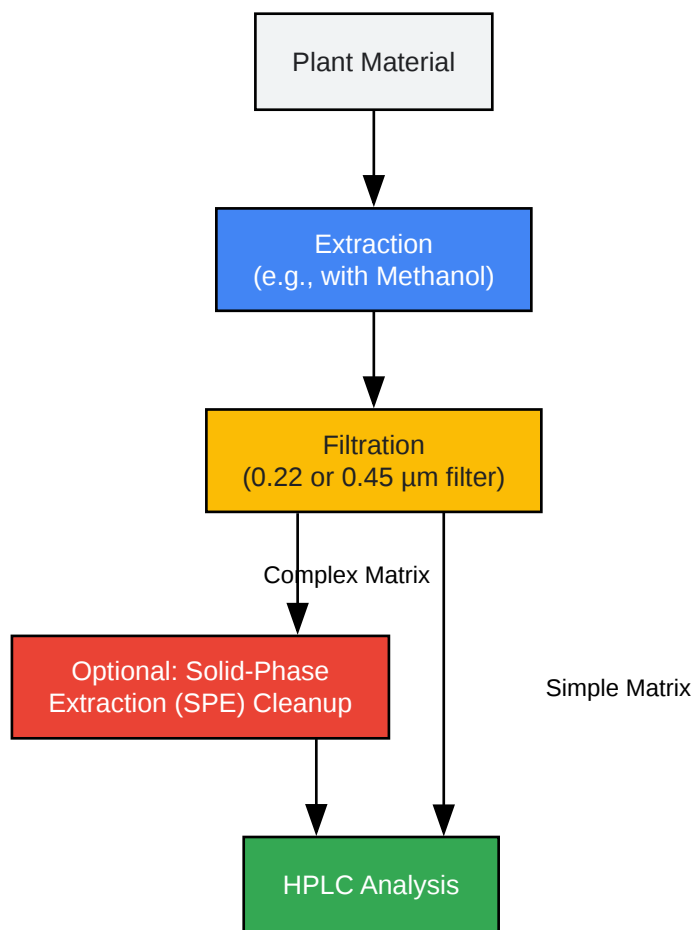 Plant Material
Extraction
(e.g., with Methanol)
Filtration
(0.22 or 0.45 µm filter)
Complex Matrix
Optional: Solid-Phase
Extraction (SPE) Cleanup
Simple Matrix
HPLC Analysis